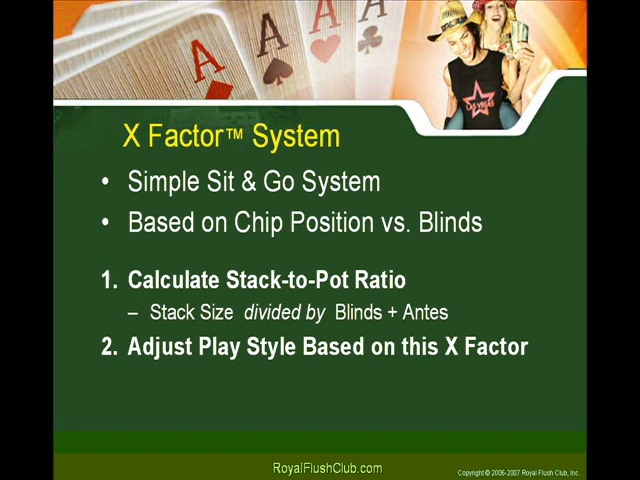 A A A A
LAS VEGAS
X Factor™ System
• Simple Sit & Go System
• Based on Chip Position vs. Blinds
1. Calculate Stack-to-Pot Ratio
– Stack Size divided by Blinds + Antes
2. Adjust Play Style Based on this X Factor
RoyalFlushClub.com
Copyright © 2006-2007 Royal Flush Club, Inc.